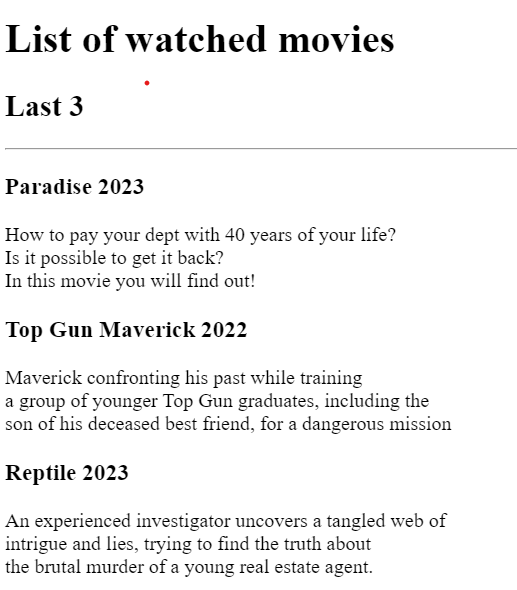 List of watched movies
Last 3
Paradise 2023
How to pay your dept with 40 years of your life?
Is it possible to get it back?
In this movie you will find out!
Top Gun Maverick 2022
Maverick confronting his past while training
a group of younger Top Gun graduates, including the
son of his deceased best friend, for a dangerous mission
Reptile 2023
An experienced investigator uncovers a tangled web of
intrigue and lies, trying to find the truth about
the brutal murder of a young real estate agent.